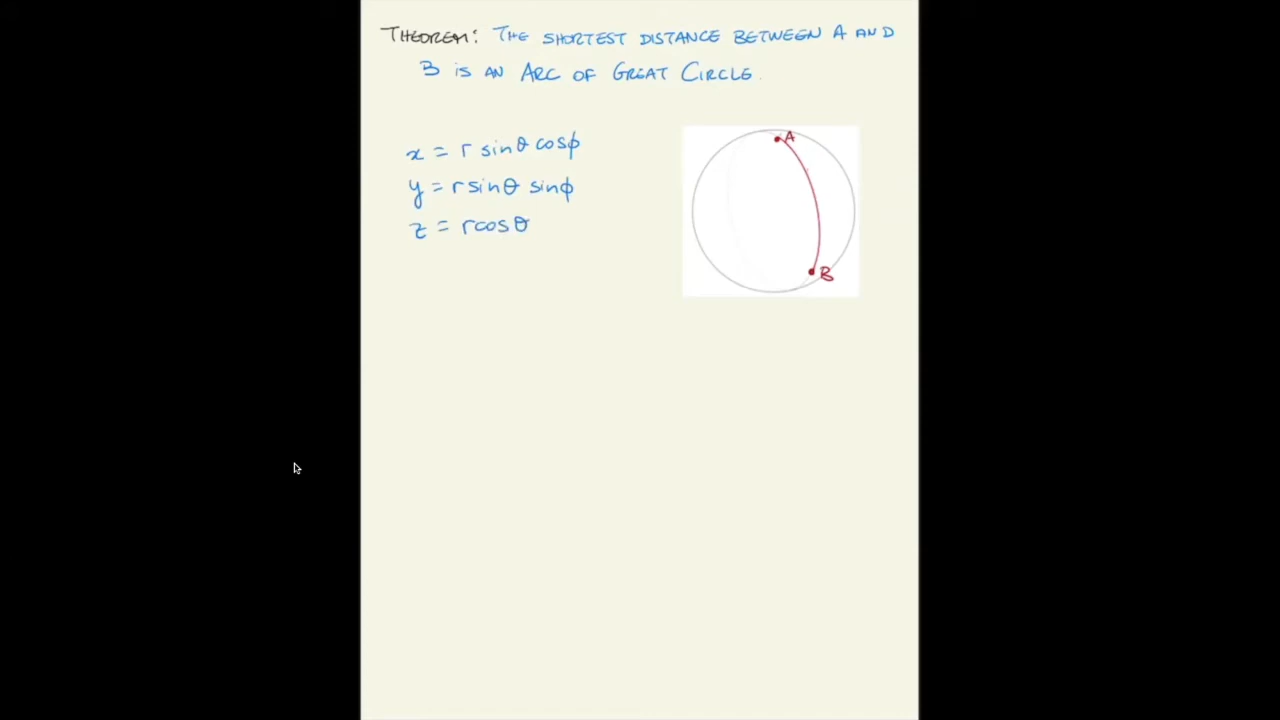 THEOREM: THE SHORTEST DISTANCE BETWEEN A AND
B IS AN ARC OF GREAT CIRCLE.
x = r sinθ cosϕ
y = r sinθ sinϕ
z = r cosθ
A
B